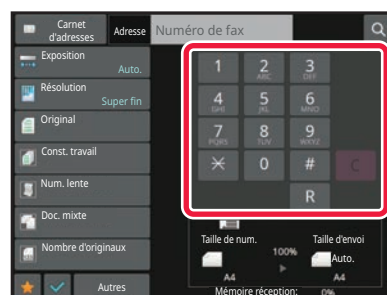 Carnet
d'adresses
Adresse
Numéro de fax
Exposition
Auto.
Résolution
Super fin
Original
Const. travail
Num. lente
Doc. mixte
Nombre d'originaux
Autres
1 2 3
ABC DEF
4 5 6
GHI JKL MNO
7 8 9
PQRS TUV WXYZ
* 0 # C
R
Taille de num.
100%
Taille d'envoi
Auto.
A4
A4
Mémoire réception: 0%